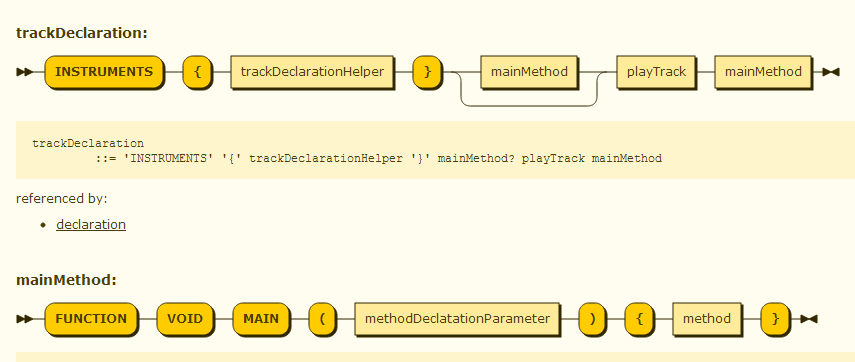 trackDeclaration:
INSTRUMENTS { trackDeclarationHelper } mainMethod playTrack mainMethod
trackDeclaration
::= 'INSTRUMENTS' '{' trackDeclarationHelper '}' mainMethod? playTrack mainMethod
referenced by:
• declaration
mainMethod:
FUNCTION VOID MAIN ( methodDeclatationParameter ) { method }